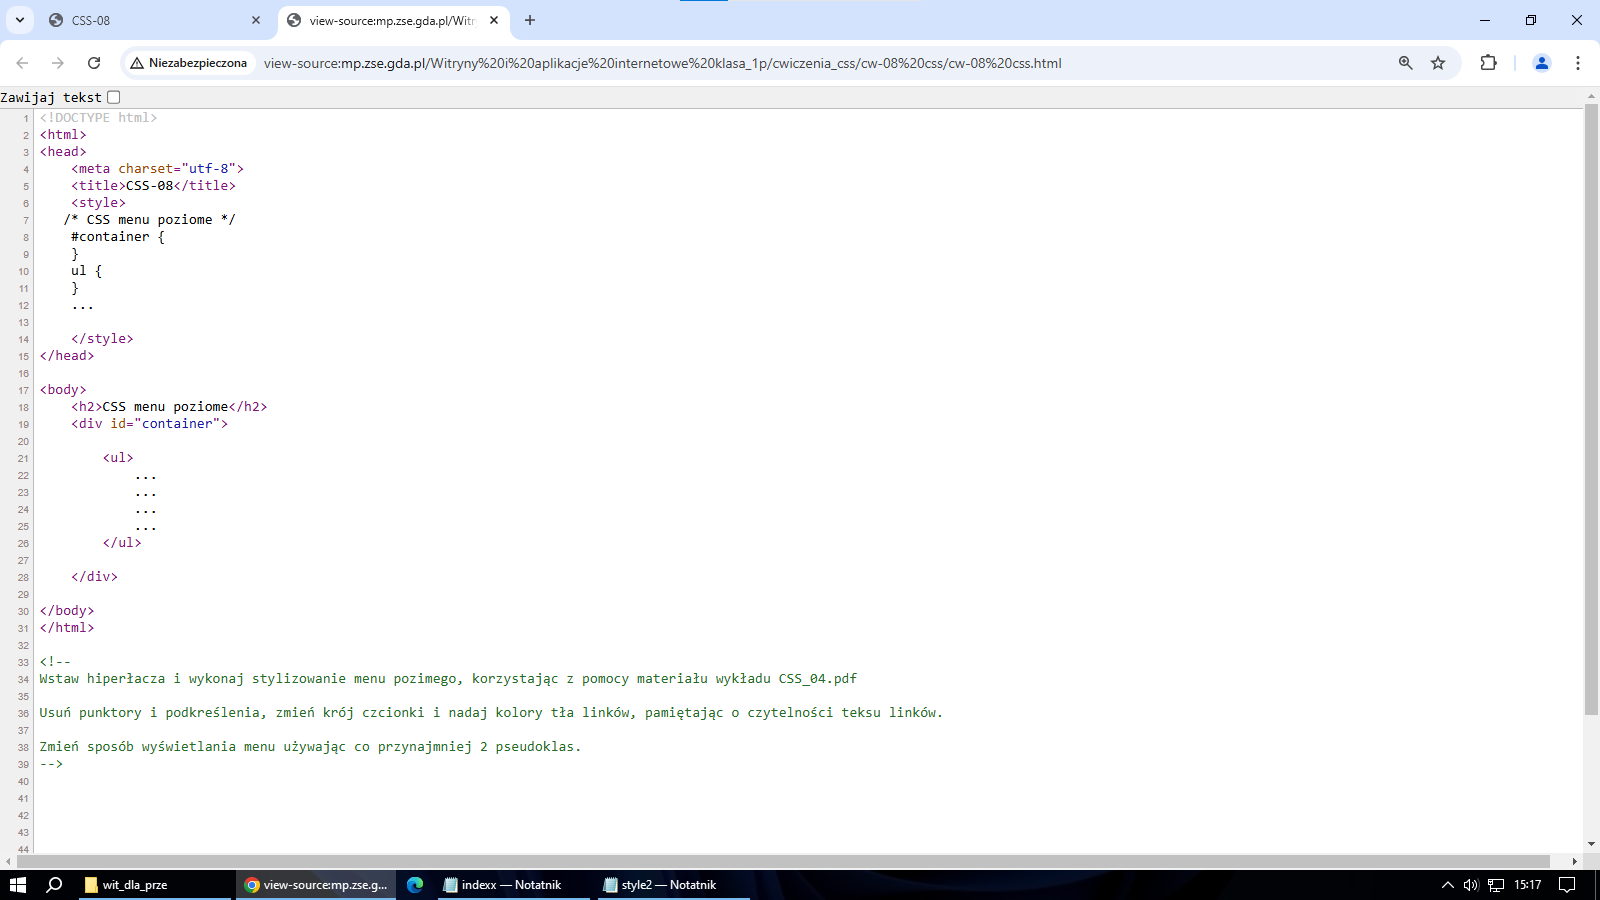 CSS-08
view-source:mp.zse.gda.pl/Witr
Niezabezpieczona
view-source:mp.zse.gda.pl/Witryny%20i%20aplikacje%20internetowe%20klasa_1p/cwiczenia_css/cw-08%20css/cw-08%20css.html
Zawijaj tekst
1 <!DOCTYPE html>
2 <html>
3 <head>
4 <meta charset="utf-8">
5 <title>CSS-08</title>
6 <style>
7 /* CSS menu poziome */
8 #container {
9 }
10 ul {
11 }
12 ...
13
14 </style>
15 </head>
16
17 <body>
18 <h2>CSS menu poziome</h2>
19 <div id="container">
20
21 <ul>
22 ...
23 ...
24 ...
25 ...
26 </ul>
27
28 </div>
29
30 </body>
31 </html>
32
33 <!--
34 Wstaw hiperłacza i wykonaj stylizowanie menu pozimego, korzystając z pomocy materiału wykładu CSS_04.pdf
35
36 Usuń punktory i podkreślenia, zmień krój czcionki i nadaj kolory tła linków, pamiętając o czytelności teksu linków.
37
38 Zmień sposób wyświetlania menu używając co przynajmniej 2 pseudoklas.
39 -->
40
41
42
43
44
wit_dla_prze
view-source:mp.zse.g...
indexx — Notatnik
style2 — Notatnik
15:17